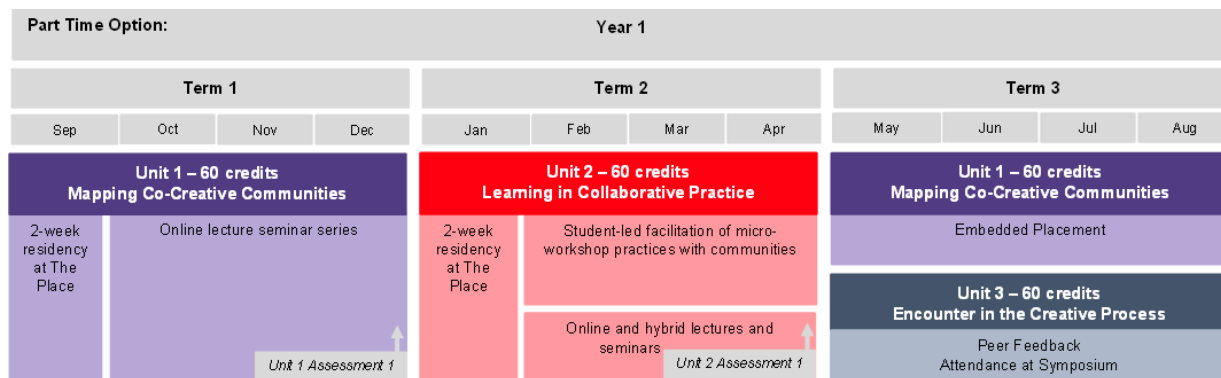 Part Time Option:
Year 1
Term 1
Term 2
Term 3
Sep
Oct
Nov
Dec
Jan
Feb
Mar
Apr
May
Jun
Jul
Aug
Unit 1 – 60 credits
Mapping Co-Creative Communities
2-week
residency
at The
Place
Online lecture seminar series
Unit 1 Assessment 1
Unit 2 – 60 credits
Learning in Collaborative Practice
2-week
residency
at The
Place
Student-led facilitation of micro-
workshop practices with communities
Online and hybrid lectures and
seminars
Unit 2 Assessment 1
Unit 1 – 60 credits
Mapping Co-Creative Communities
Embedded Placement
Unit 3 – 60 credits
Encounter in the Creative Process
Peer Feedback
Attendance at Symposium